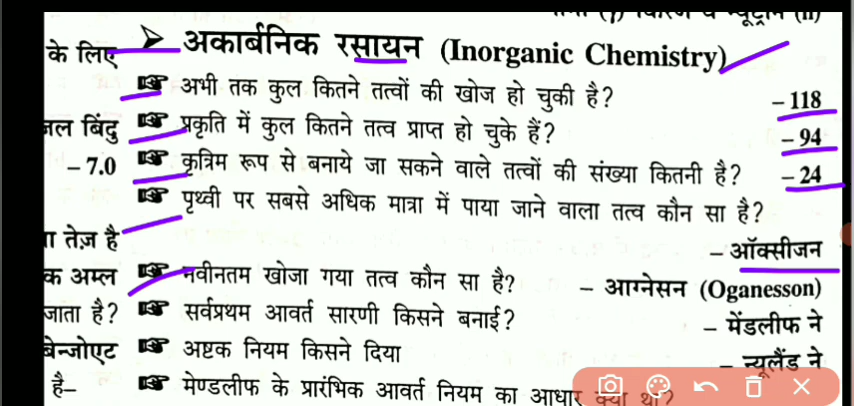 के लिए
जल बिंदु
– 7.0
ा तेज़ है
क अम्ल
जाता है?
बेन्जोएट
है–
➤ अकार्बनिक रसायन (Inorganic Chemistry)
☞ अभी तक कुल कितने तत्वों की खोज हो चुकी है? – 118
☞ प्रकृति में कुल कितने तत्व प्राप्त हो चुके हैं? – 94
☞ कृत्रिम रूप से बनाये जा सकने वाले तत्वों की संख्या कितनी है? – 24
☞ पृथ्वी पर सबसे अधिक मात्रा में पाया जाने वाला तत्व कौन सा है?
– ऑक्सीजन
☞ नवीनतम खोजा गया तत्व कौन सा है? – आग्नेसन (Oganesson)
☞ सर्वप्रथम आवर्त सारणी किसने बनाई? – मेंडलीफ ने
☞ अष्टक नियम किसने दिया – न्यूलैंड ने
☞ मेण्डलीफ के प्रारंभिक आवर्त नियम का आधार क्या था?